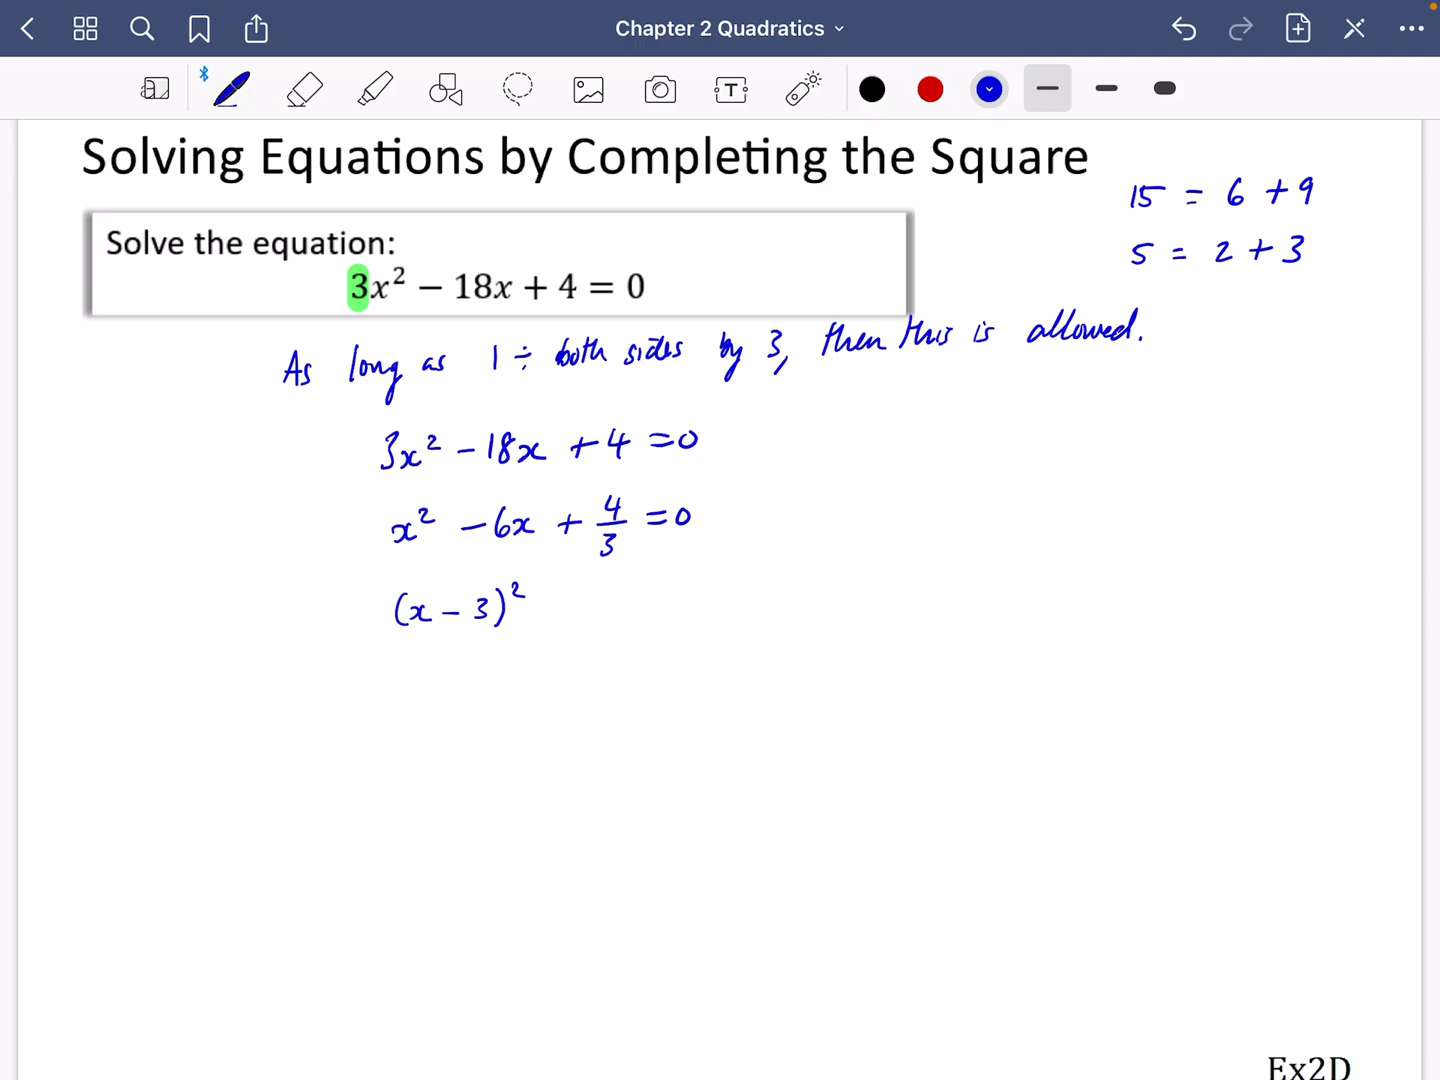 Chapter 2 Quadratics
Solving Equations by Completing the Square
15 = 6 + 9
5 = 2 + 3
Solve the equation:
3x² − 18x + 4 = 0
As long as I ÷ both sides by 3, then this is allowed.
3x² − 18x + 4 = 0
x² − 6x + 4/3 = 0
(x − 3)²
Ex2D